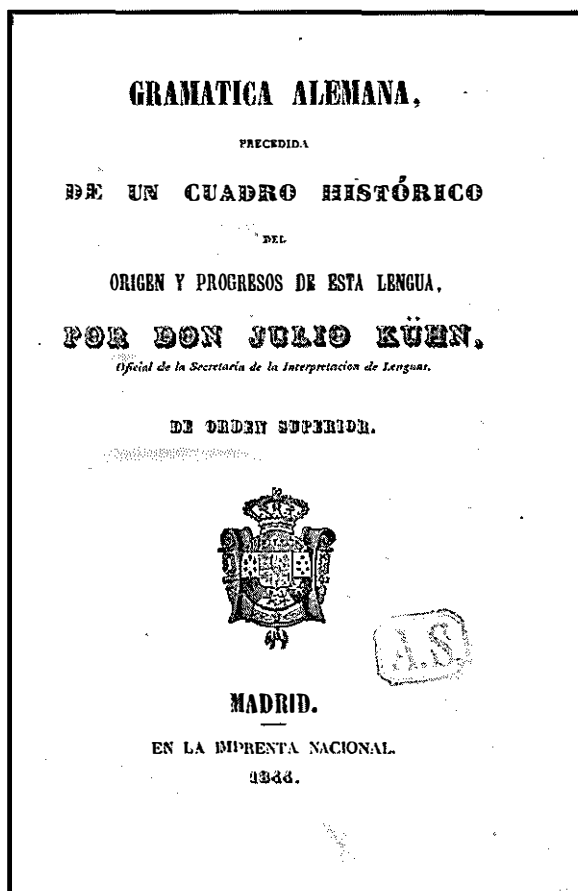 GRAMATICA ALEMANA,
PRECEDIDA
DE UN CUADRO HISTÓRICO
DEL
ORIGEN Y PROGRESOS DE ESTA LENGUA,
POR DON JULIO KÜHN,
Oficial de la Secretaría de la Interpretacion de Lenguas.
DE ORDEN SUPERIOR.
A.S.
MADRID.
EN LA IMPRENTA NACIONAL.
1844.